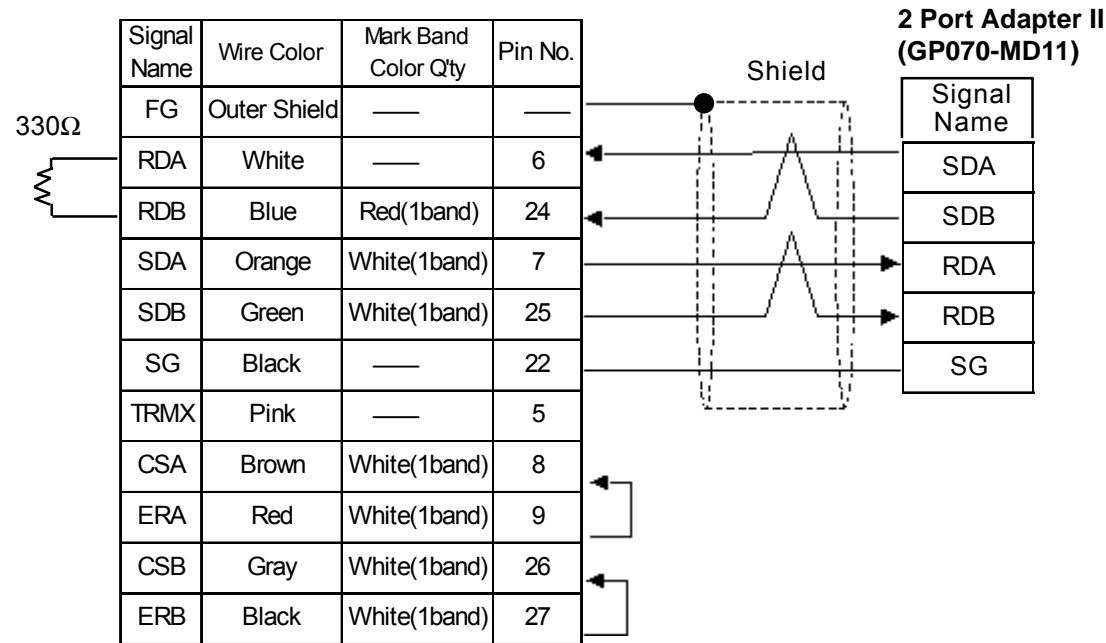 2 Port Adapter II
(GP070-MD11)
Signal Name Wire Color Mark Band Color Q'ty Pin No.
Shield
Signal Name
330Ω
FG Outer Shield —— ——
RDA White —— 6 SDA
RDB Blue Red(1band) 24 SDB
SDA Orange White(1band) 7 RDA
SDB Green White(1band) 25 RDB
SG Black —— 22 SG
TRMX Pink —— 5
CSA Brown White(1band) 8
ERA Red White(1band) 9
CSB Gray White(1band) 26
ERB Black White(1band) 27